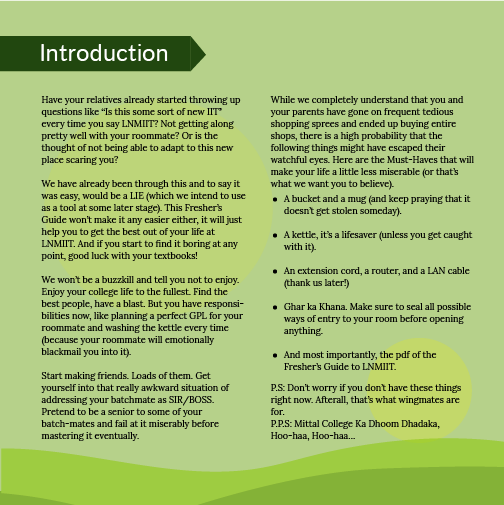 Introduction
Have your relatives already started throwing up
questions like “Is this some sort of new IIT”
every time you say LNMIIT? Not getting along
pretty well with your roommate? Or is the
thought of not being able to adapt to this new
place scaring you?
We have already been through this and to say it
was easy, would be a LIE (which we intend to use
as a tool at some later stage). This Fresher's
Guide won't make it any easier either, it will just
help you to get the best out of your life at
LNMIIT. And if you start to find it boring at any
point, good luck with your textbooks!
We won't be a buzzkill and tell you not to enjoy.
Enjoy your college life to the fullest. Find the
best people, have a blast. But you have responsi-
bilities now, like planning a perfect GPL for your
roommate and washing the kettle every time
(because your roommate will emotionally
blackmail you into it).
Start making friends. Loads of them. Get
yourself into that really awkward situation of
addressing your batchmate as SIR/BOSS.
Pretend to be a senior to some of your
batch-mates and fail at it miserably before
mastering it eventually.
While we completely understand that you and
your parents have gone on frequent tedious
shopping sprees and ended up buying entire
shops, there is a high probability that the
following things might have escaped their
watchful eyes. Here are the Must-Haves that will
make your life a little less miserable (or that's
what we want you to believe).
• A bucket and a mug (and keep praying that it
doesn't get stolen someday).
• A kettle, it's a lifesaver (unless you get caught
with it).
• An extension cord, a router, and a LAN cable
(thank us later!)
• Ghar ka Khana. Make sure to seal all possible
ways of entry to your room before opening
anything.
• And most importantly, the pdf of the
Fresher's Guide to LNMIIT.
P.S: Don't worry if you don't have these things
right now. Afterall, that's what wingmates are
for.
P.P.S: Mittal College Ka Dhoom Dhadaka,
Hoo-haa, Hoo-haa...